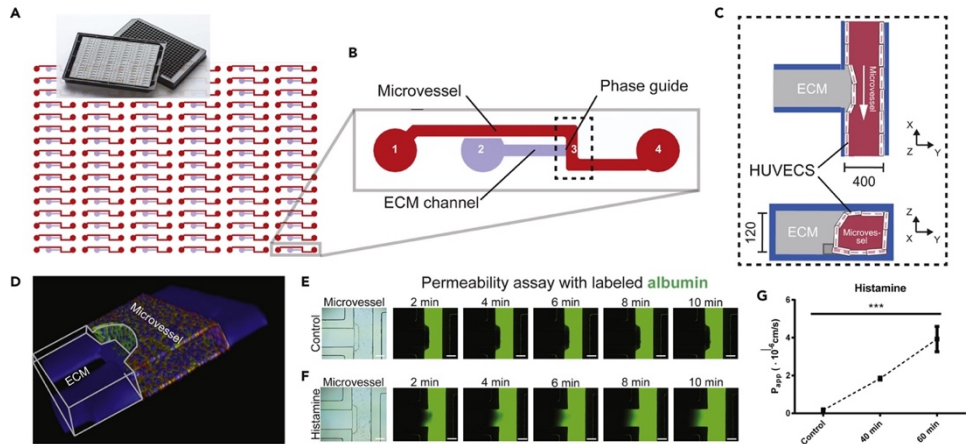 A
B
Microvessel
Phase guide
1
2
3
4
ECM channel
C
ECM
Microvessel
X
Z
Y
HUVECS
400
120
ECM
Microves-
sel
Z
X
Y
D
Microvessel
ECM
E
Permeability assay with labeled albumin
Microvessel
2 min
4 min
6 min
8 min
10 min
Control
F
Microvessel
2 min
4 min
6 min
8 min
10 min
Histamine
G
Histamine
***
Papp ( · 10⁻⁶cm/s)
6
4
2
0
Control
40 min
60 min